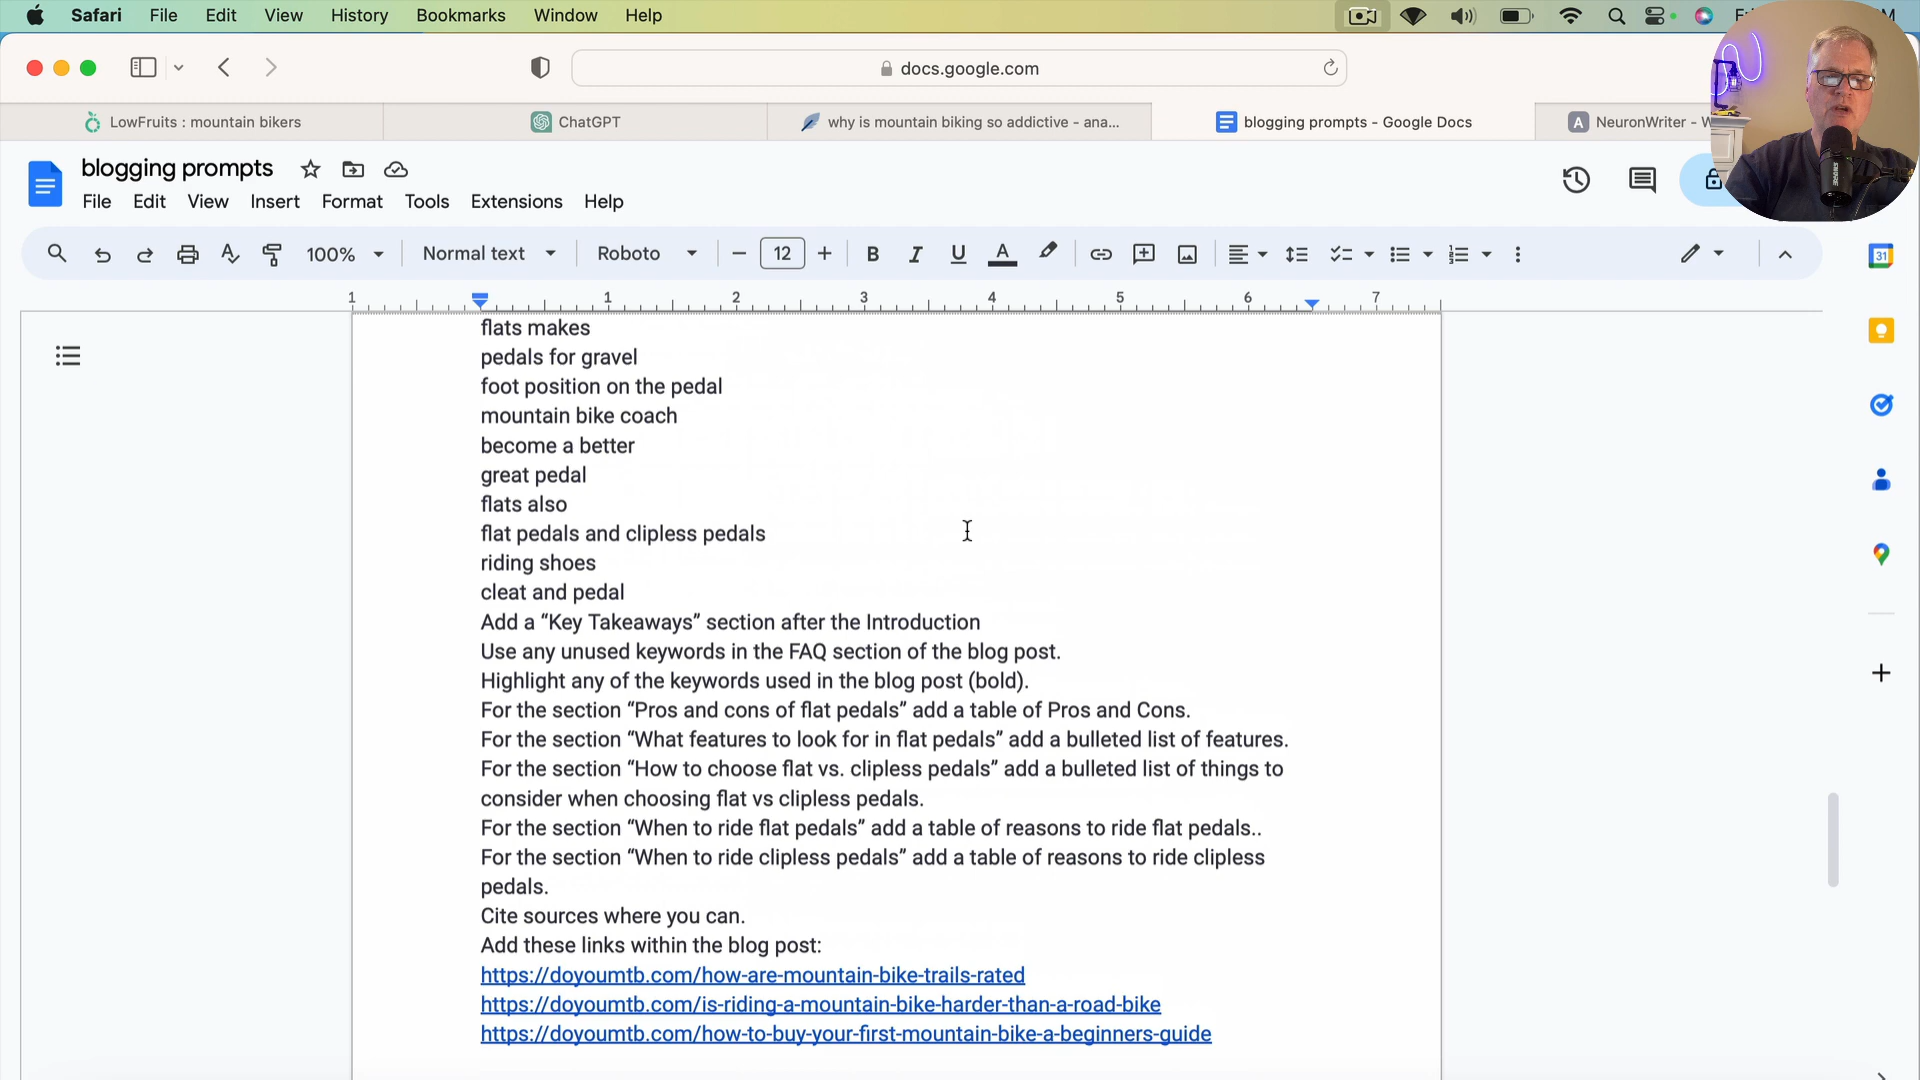 Safari File Edit View History Bookmarks Window Help
docs.google.com
LowFruits : mountain bikers
ChatGPT
why is mountain biking so addictive - ana...
blogging prompts - Google Docs
A NeuronWriter - W
blogging prompts
File Edit View Insert Format Tools Extensions Help
100% Normal text Roboto 12 B I U A
31
1 1 2 3 4 5 6 7
flats makes
pedals for gravel
foot position on the pedal
mountain bike coach
become a better
great pedal
flats also
flat pedals and clipless pedals
riding shoes
cleat and pedal
Add a “Key Takeaways” section after the Introduction
Use any unused keywords in the FAQ section of the blog post.
Highlight any of the keywords used in the blog post (bold).
For the section “Pros and cons of flat pedals” add a table of Pros and Cons.
For the section “What features to look for in flat pedals” add a bulleted list of features.
For the section “How to choose flat vs. clipless pedals” add a bulleted list of things to
consider when choosing flat vs clipless pedals.
For the section “When to ride flat pedals” add a table of reasons to ride flat pedals..
For the section “When to ride clipless pedals” add a table of reasons to ride clipless
pedals.
Cite sources where you can.
Add these links within the blog post:
https://doyoumtb.com/how-are-mountain-bike-trails-rated
https://doyoumtb.com/is-riding-a-mountain-bike-harder-than-a-road-bike
https://doyoumtb.com/how-to-buy-your-first-mountain-bike-a-beginners-guide